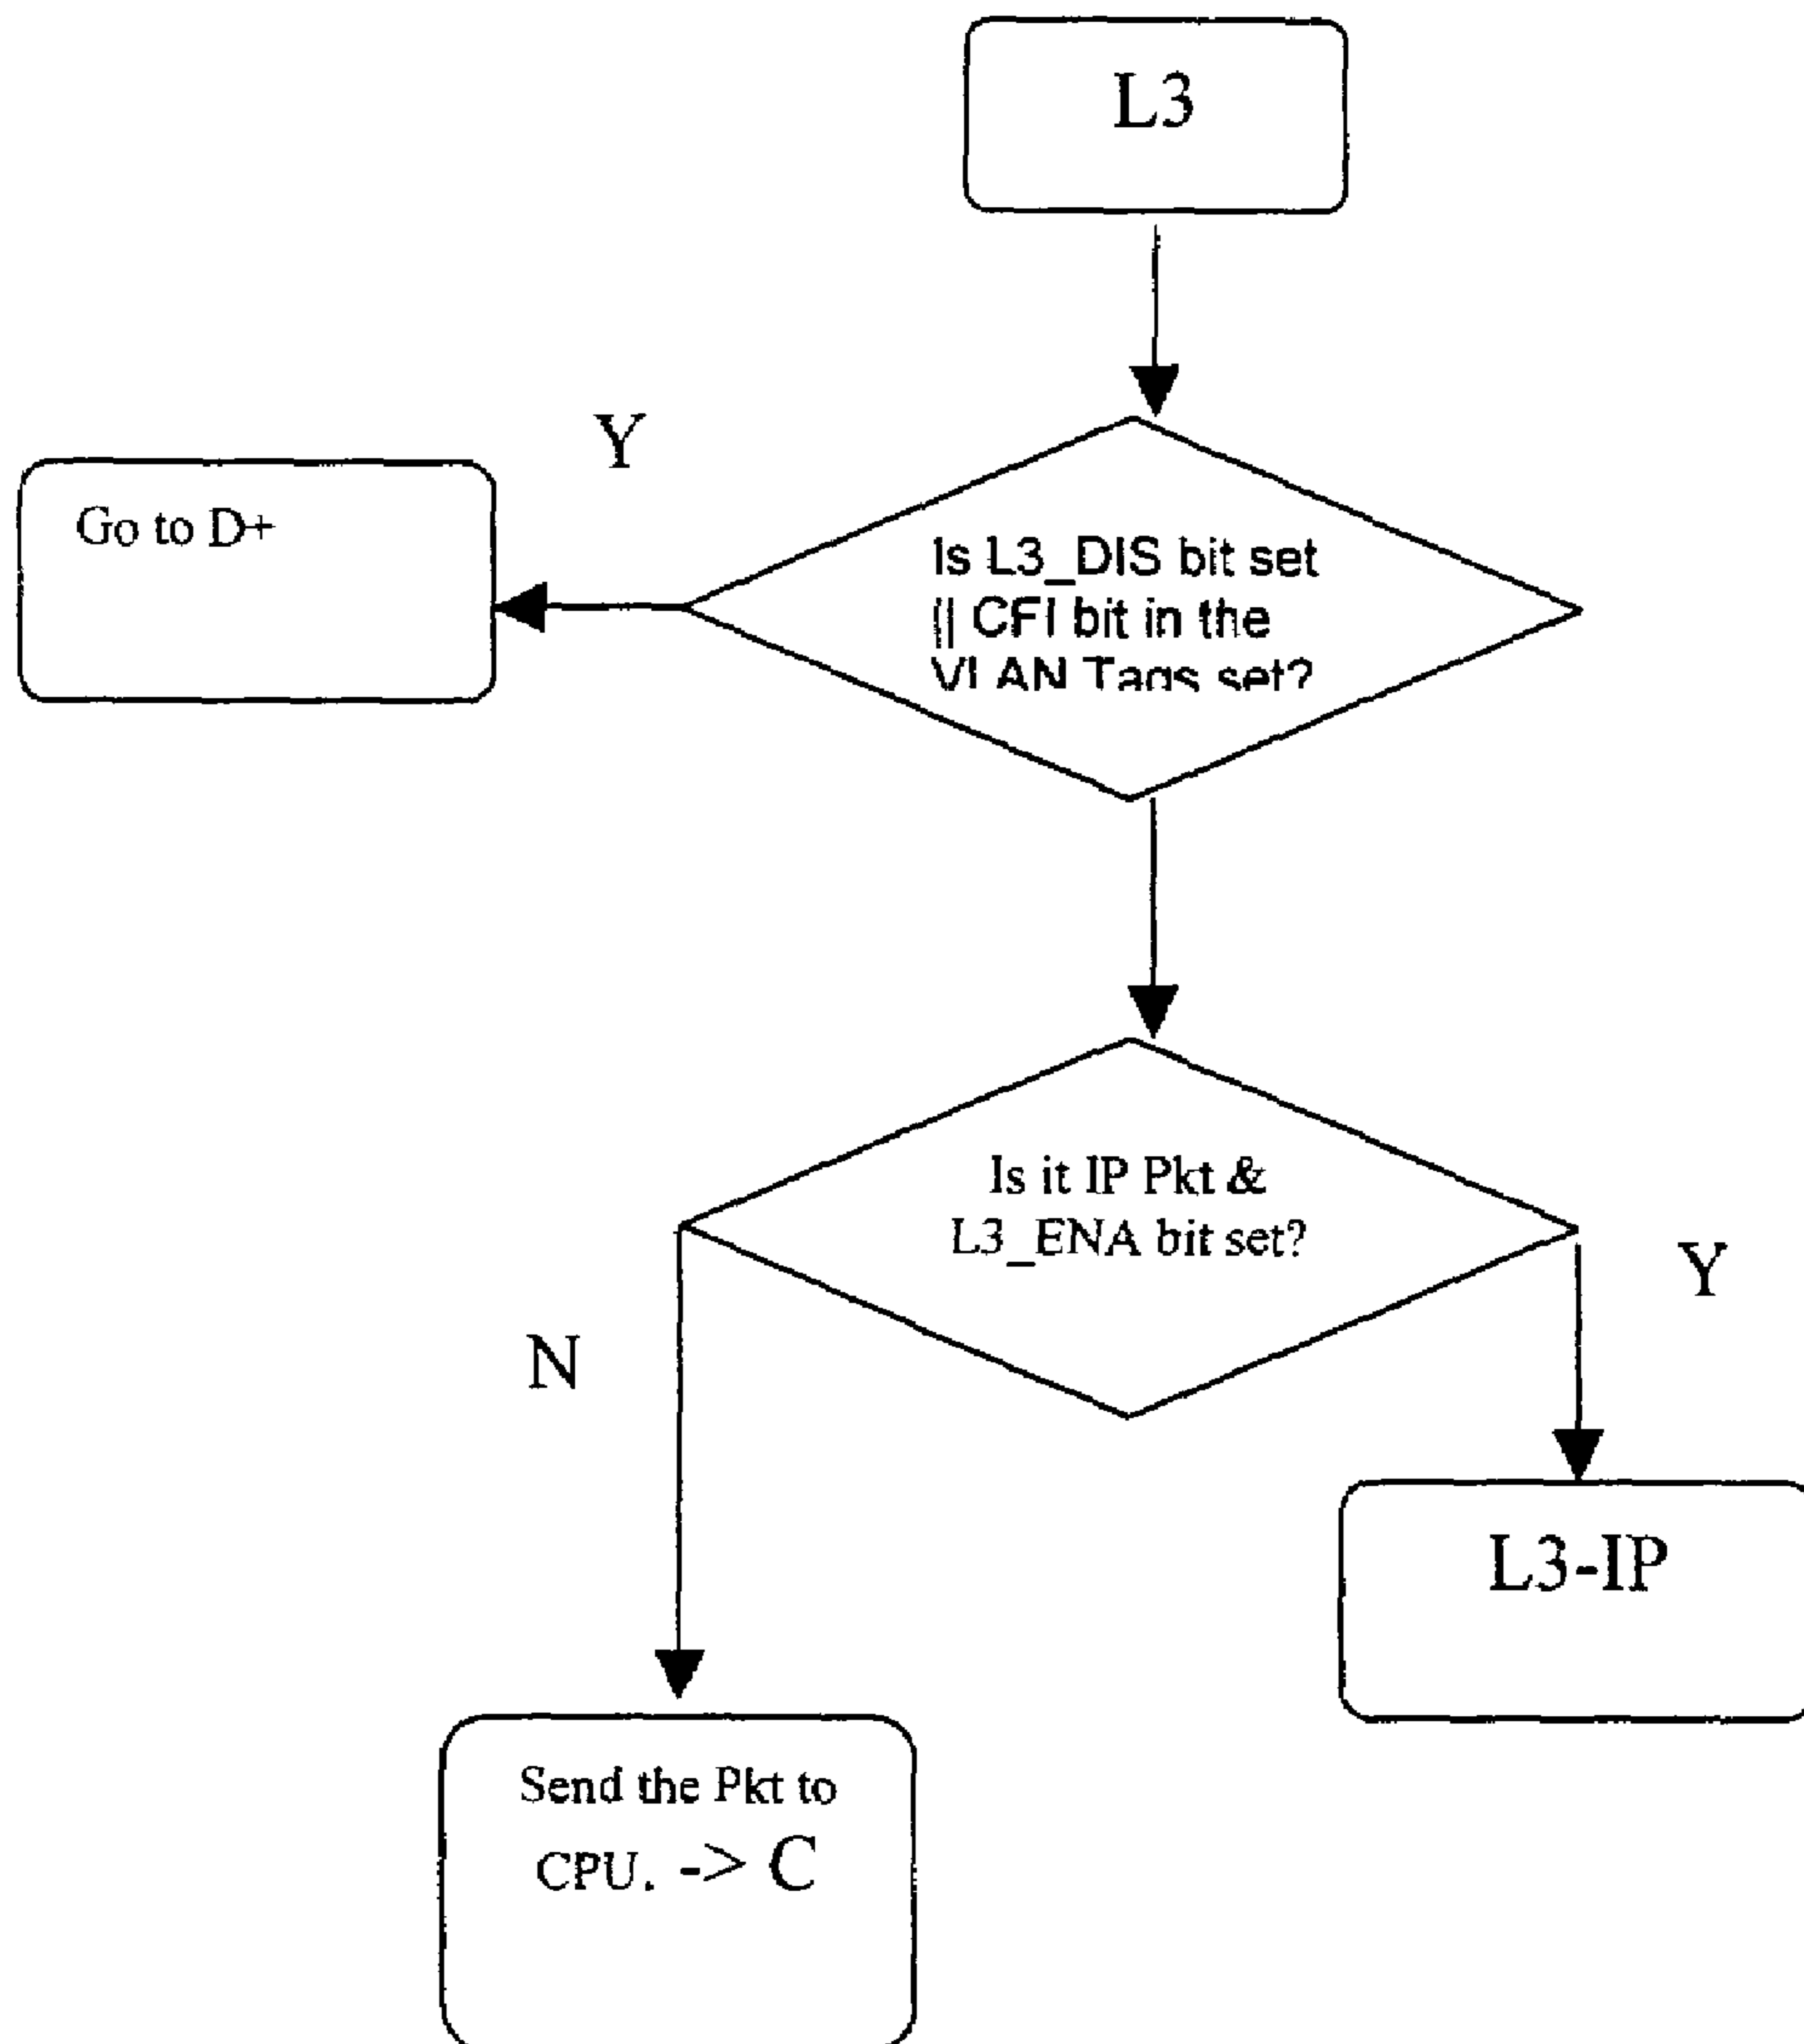 L3
Y
Go to D+
Is L3_DIS bit set
|| CFI bit in the
VLAN Tags set?
Is it IP Pkt &
L3_ENA bit set?
Y
N
L3-IP
Send the Pkt to
CPU. -> C